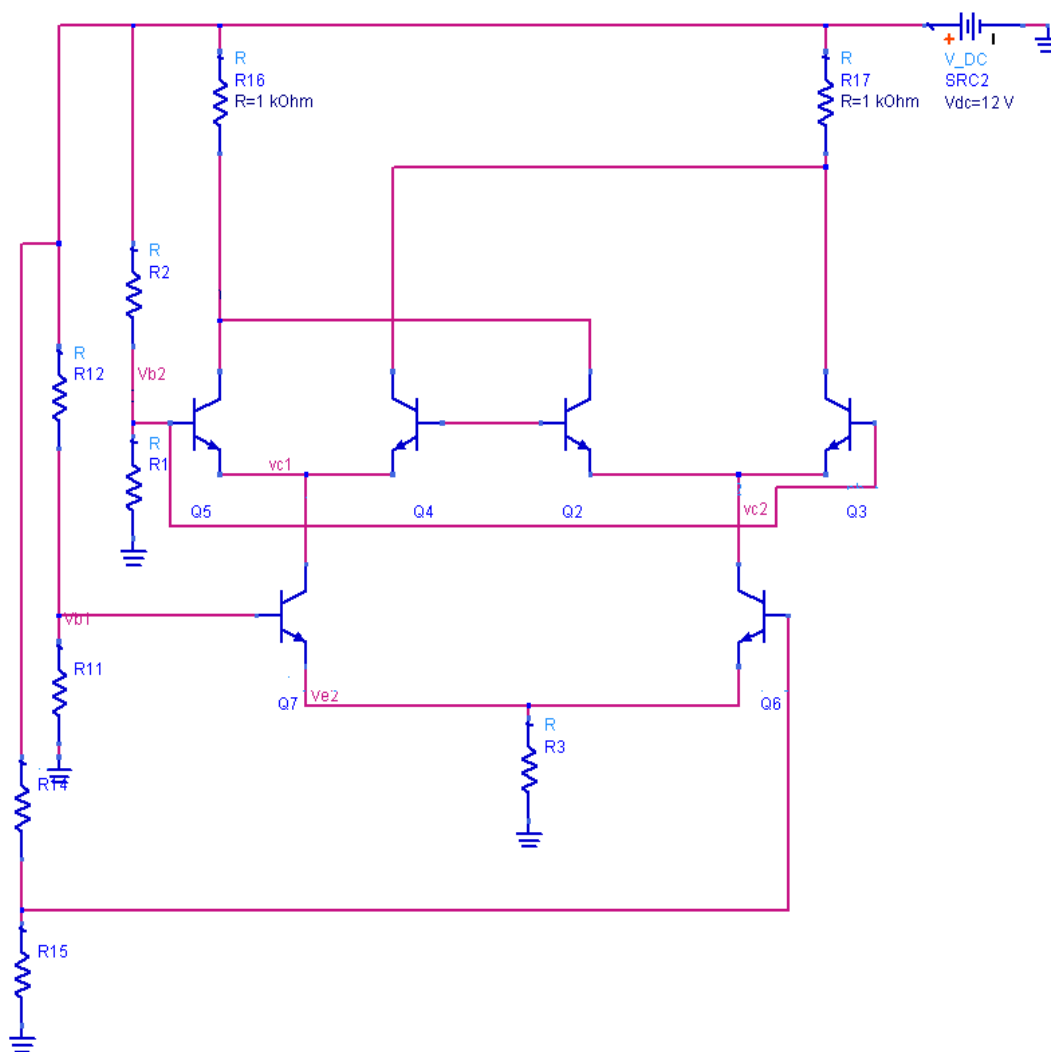 R
R16
R=1 kOhm
R
R17
R=1 kOhm
+
V_DC
SRC2
Vdc=12 V
R
R2
R
R12
Vb2
R
R1
vc1
Q5
Q4
Q2
vc2
Q3
Vb1
R11
Q7
Ve2
Q6
R
R3
R14
R15